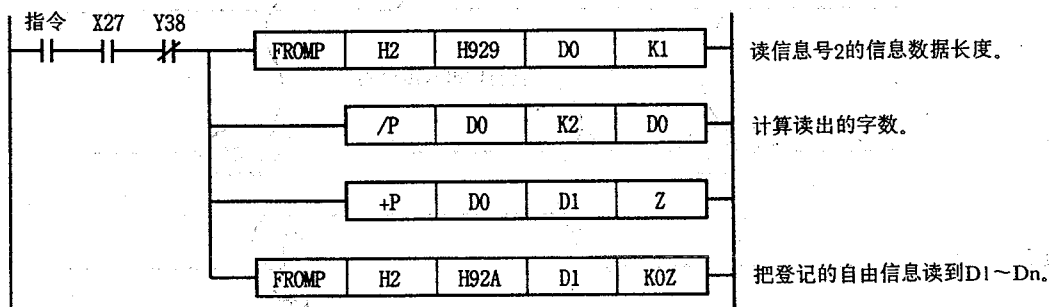 指令 X27 Y38
FROMP H2 H929 D0 K1 读信息号2的信息数据长度。
/P D0 K2 D0 计算读出的字数。
+P D0 D1 Z
FROMP H2 H92A D1 K0Z 把登记的自由信息读到D1～Dn。